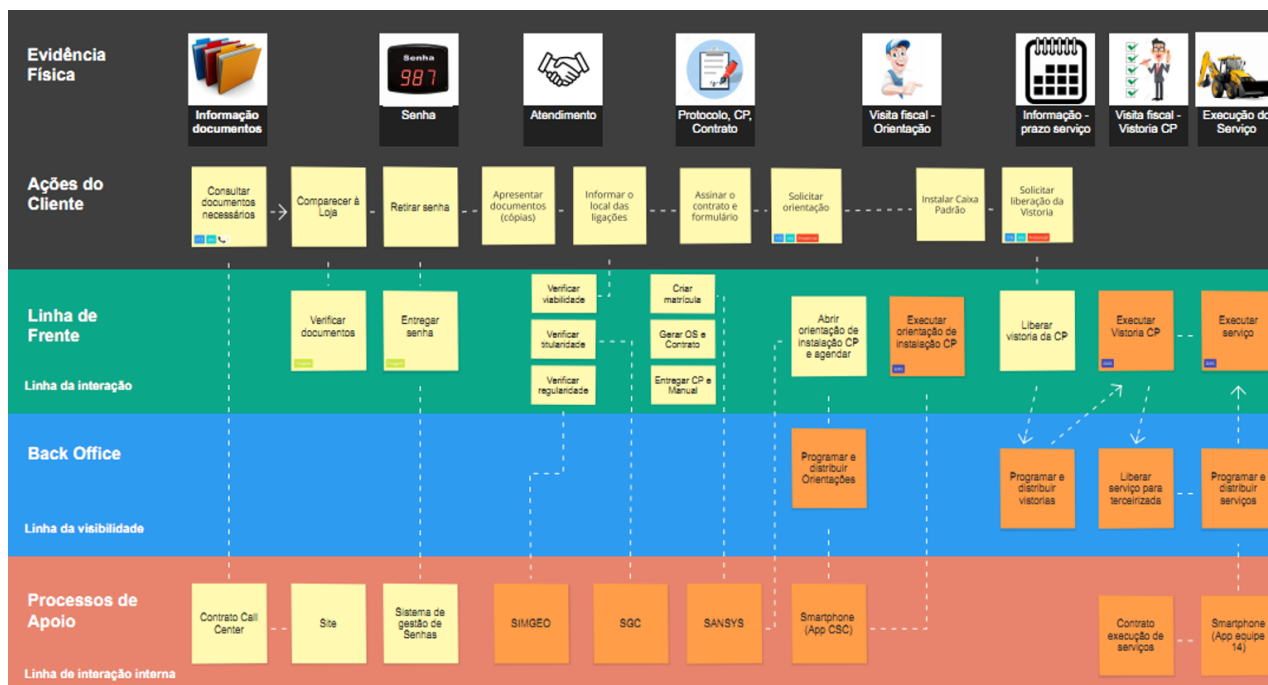 Evidência
Física
Senha
987
Informação
documentos
Senha
Atendimento
Protocolo, CP,
Contrato
Visita fiscal -
Orientação
Informação -
prazo serviço
Visita fiscal -
Vistoria CP
Execução do
Serviço
Ações do
Cliente
Consultar
documentos
necessários
Comparecer à
Loja
Retirar senha
Apresentar
documentos
(cópias)
Informar o
local das
ligações
Assinar o
contrato e
formulário
Solicitar
orientação
Instalar Caixa
Padrão
Solicitar
liberação da
Vistoria
Linha de
Frente
Linha da interação
Verificar
documentos
Entregar
senha
Verificar
viabilidade
Verificar
titularidade
Verificar
regularidade
Criar
matrícula
Gerar OS e
Contrato
Entregar CP e
Manual
Abrir
orientação de
instalação CP
e agendar
Executar
orientação de
instalação CP
Liberar
vistoria da CP
Executar
Vistoria CP
Executar
serviço
Back Office
Linha da visibilidade
Programar e
distribuir
Orientações
Programar e
distribuir
vistorias
Liberar
serviço para
terceirizada
Programar e
distribuir
serviços
Processos de
Apoio
Linha de interação interna
Contrato Call
Center
Site
Sistema de
gestão de
Senhas
SIMGEO
SGC
SANSYS
Smartphone
(App CSC)
Contrato
execução de
serviços
Smartphone
(App equipe
14)